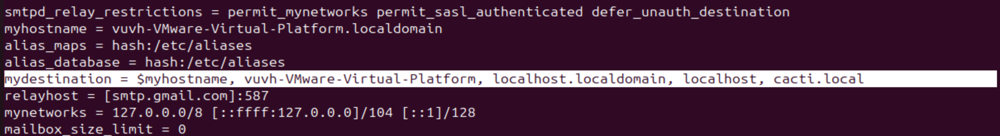 smtpd_relay_restrictions = permit_mynetworks permit_sasl_authenticated defer_unauth_destination
myhostname = vuvh-VMware-Virtual-Platform.localdomain
alias_maps = hash:/etc/aliases
alias_database = hash:/etc/aliases
mydestination = $myhostname, vuvh-VMware-Virtual-Platform, localhost.localdomain, localhost, cacti.local
relayhost = [smtp.gmail.com]:587
mynetworks = 127.0.0.0/8 [::ffff:127.0.0.0]/104 [::1]/128
mailbox_size_limit = 0